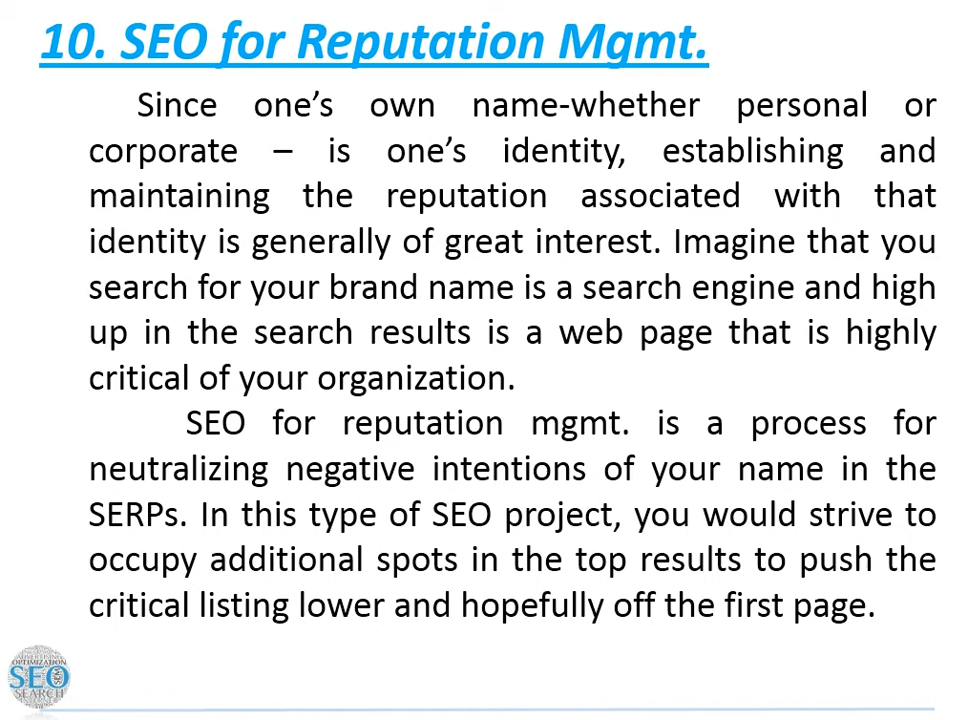 10. SEO for Reputation Mgmt.
Since one’s own name-whether personal or
corporate – is one’s identity, establishing and
maintaining the reputation associated with that
identity is generally of great interest. Imagine that you
search for your brand name is a search engine and high
up in the search results is a web page that is highly
critical of your organization.
SEO for reputation mgmt. is a process for
neutralizing negative intentions of your name in the
SERPs. In this type of SEO project, you would strive to
occupy additional spots in the top results to push the
critical listing lower and hopefully off the first page.
OPTIMIZATION
SEO
SEARCH